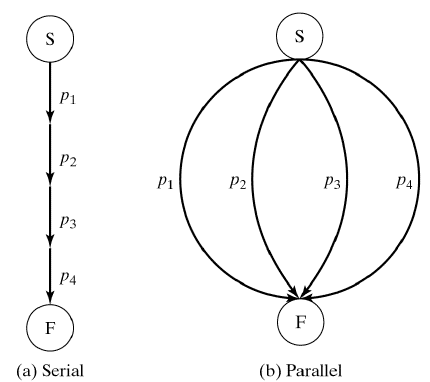 S
p1
p2
p3
p4
F
(a) Serial
S
p1 p2 p3 p4
F
(b) Parallel